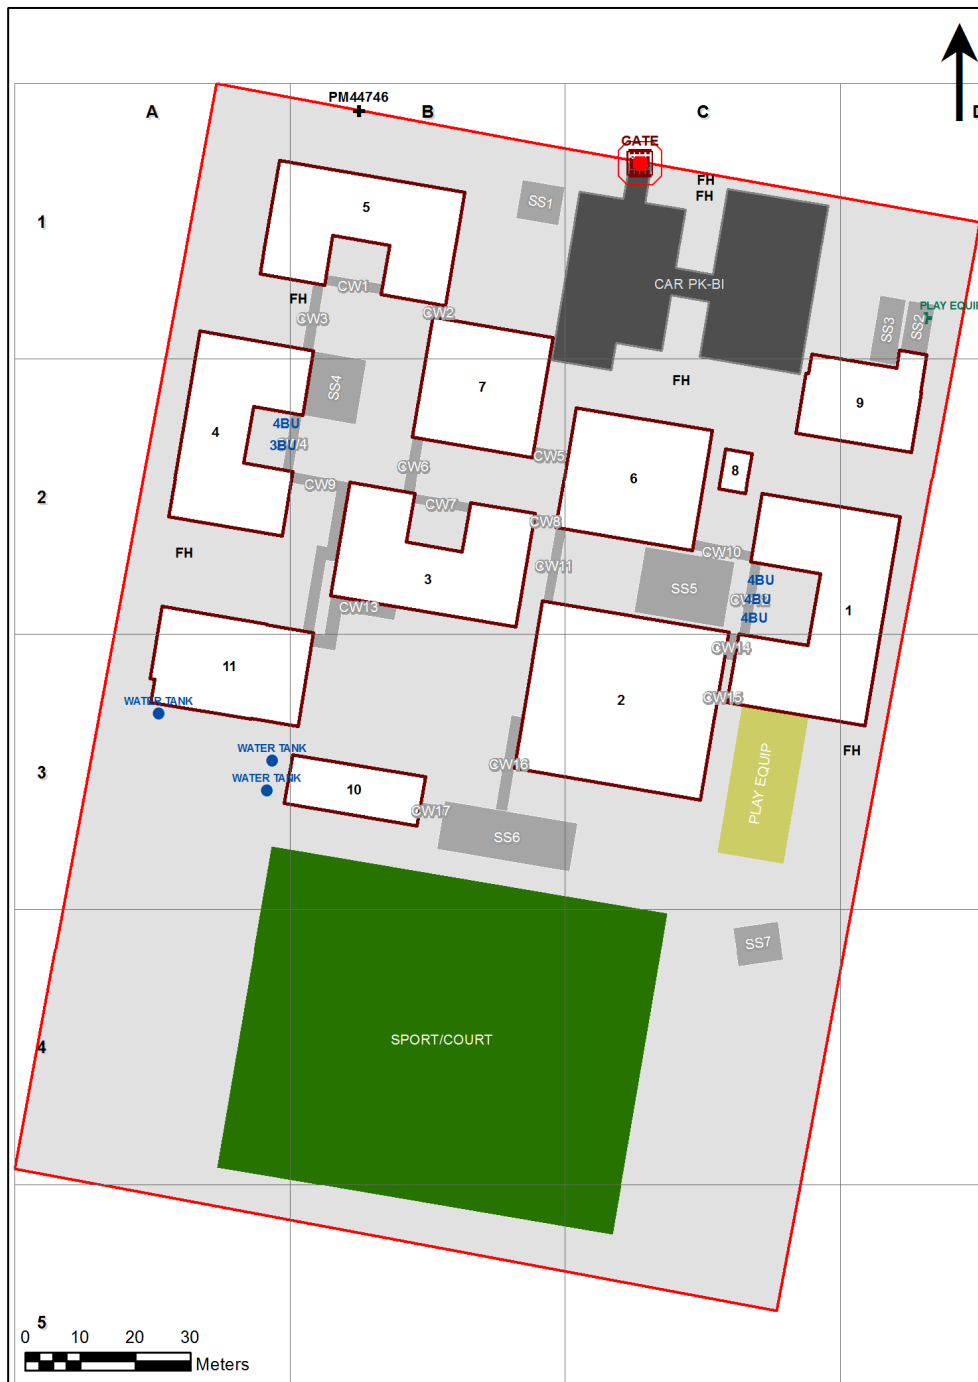 PM44746
A
B
C
GATE
FH
FH
5
SS1
1
CAR PK-BI
CW1
FH
CW3
CW2
PLAY EQUIP
SS3
SS2
7
FH
SS4
9
4BU
4
3BU
CW5
CW6
6
8
2
CW9
CW7
CW8
FH
CW10
CW11
3
SS5
4BU
4BU
4BU
CW13
1
CW14
11
CW15
2
WATER TANK
WATER TANK
FH
CW16
3
WATER TANK
10
PLAY EQUIP
CW17
SS6
SS7
SPORT/COURT
4
5
0 10 20 30
Meters